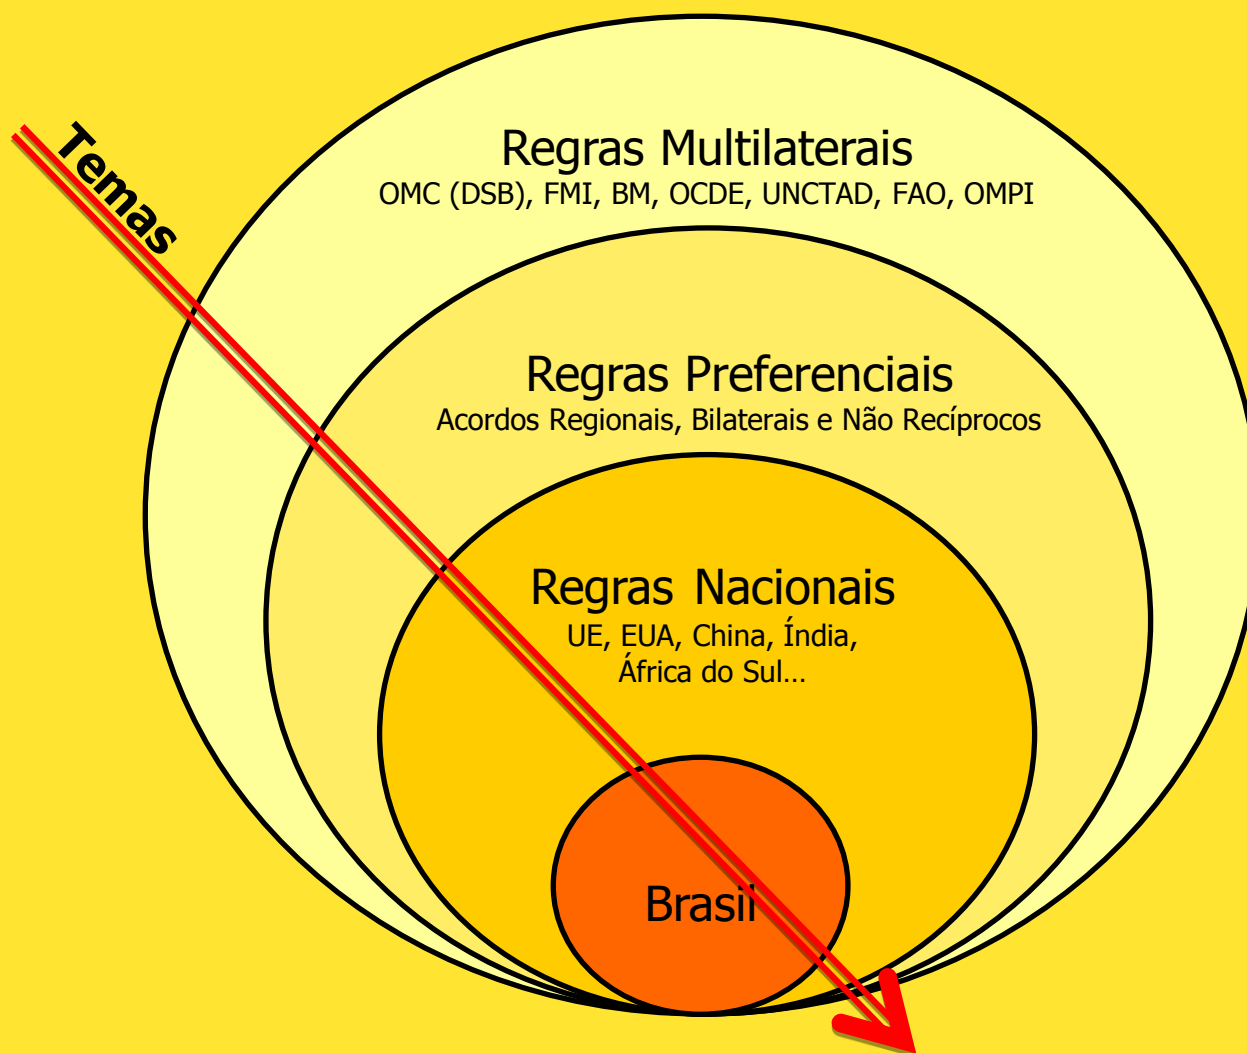 Temas
Regras Multilaterais
OMC (DSB), FMI, BM, OCDE, UNCTAD, FAO, OMPI
Regras Preferenciais
Acordos Regionais, Bilaterais e Não Recíprocos
Regras Nacionais
UE, EUA, China, Índia,
África do Sul...
Brasil